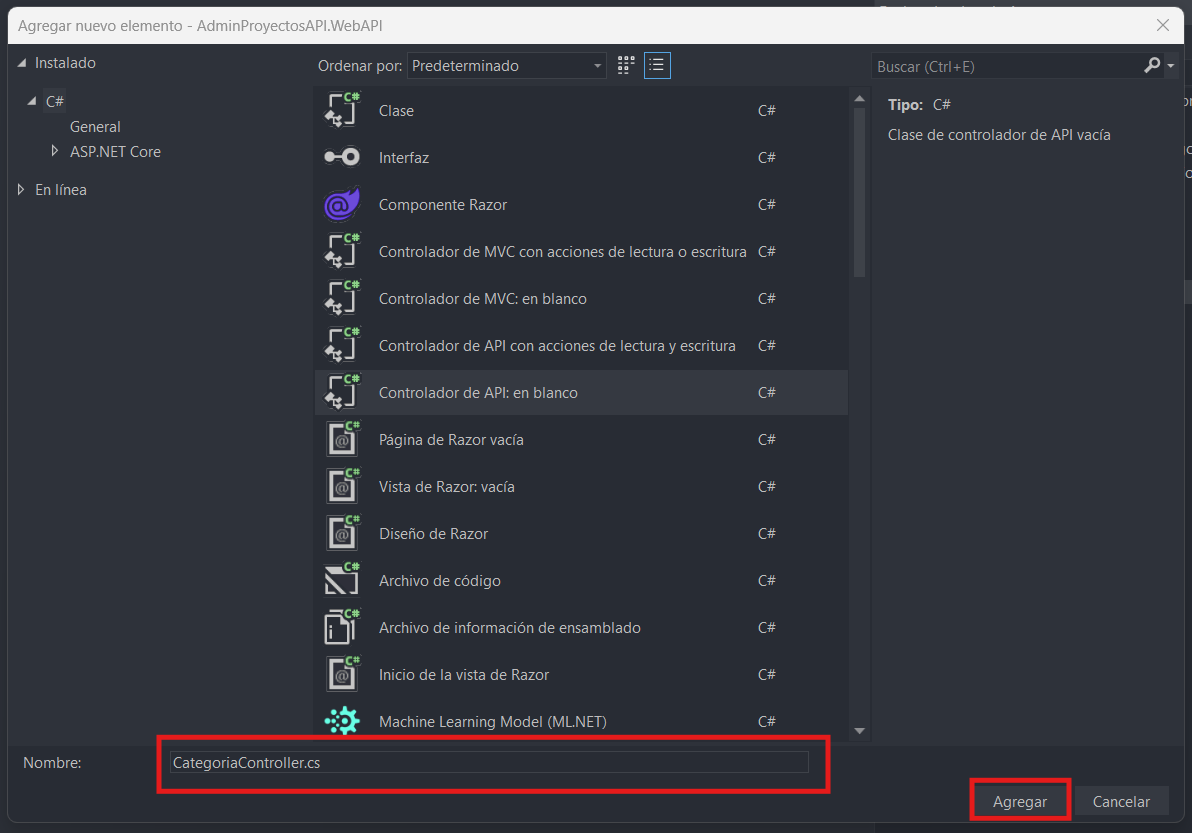 Agregar nuevo elemento - AdminProyectosAPI.WebAPI
Instalado
C#
General
ASP.NET Core
En línea
Ordenar por: Predeterminado
Buscar (Ctrl+E)
Clase C#
Interfaz C#
Componente Razor C#
Controlador de MVC con acciones de lectura o escritura C#
Controlador de MVC: en blanco C#
Controlador de API con acciones de lectura y escritura C#
Controlador de API: en blanco C#
Página de Razor vacía C#
Vista de Razor: vacía C#
Diseño de Razor C#
Archivo de código C#
Archivo de información de ensamblado C#
Inicio de la vista de Razor C#
Machine Learning Model (ML.NET) C#
Tipo: C#
Clase de controlador de API vacía
Nombre: CategoriaController.cs
Agregar Cancelar